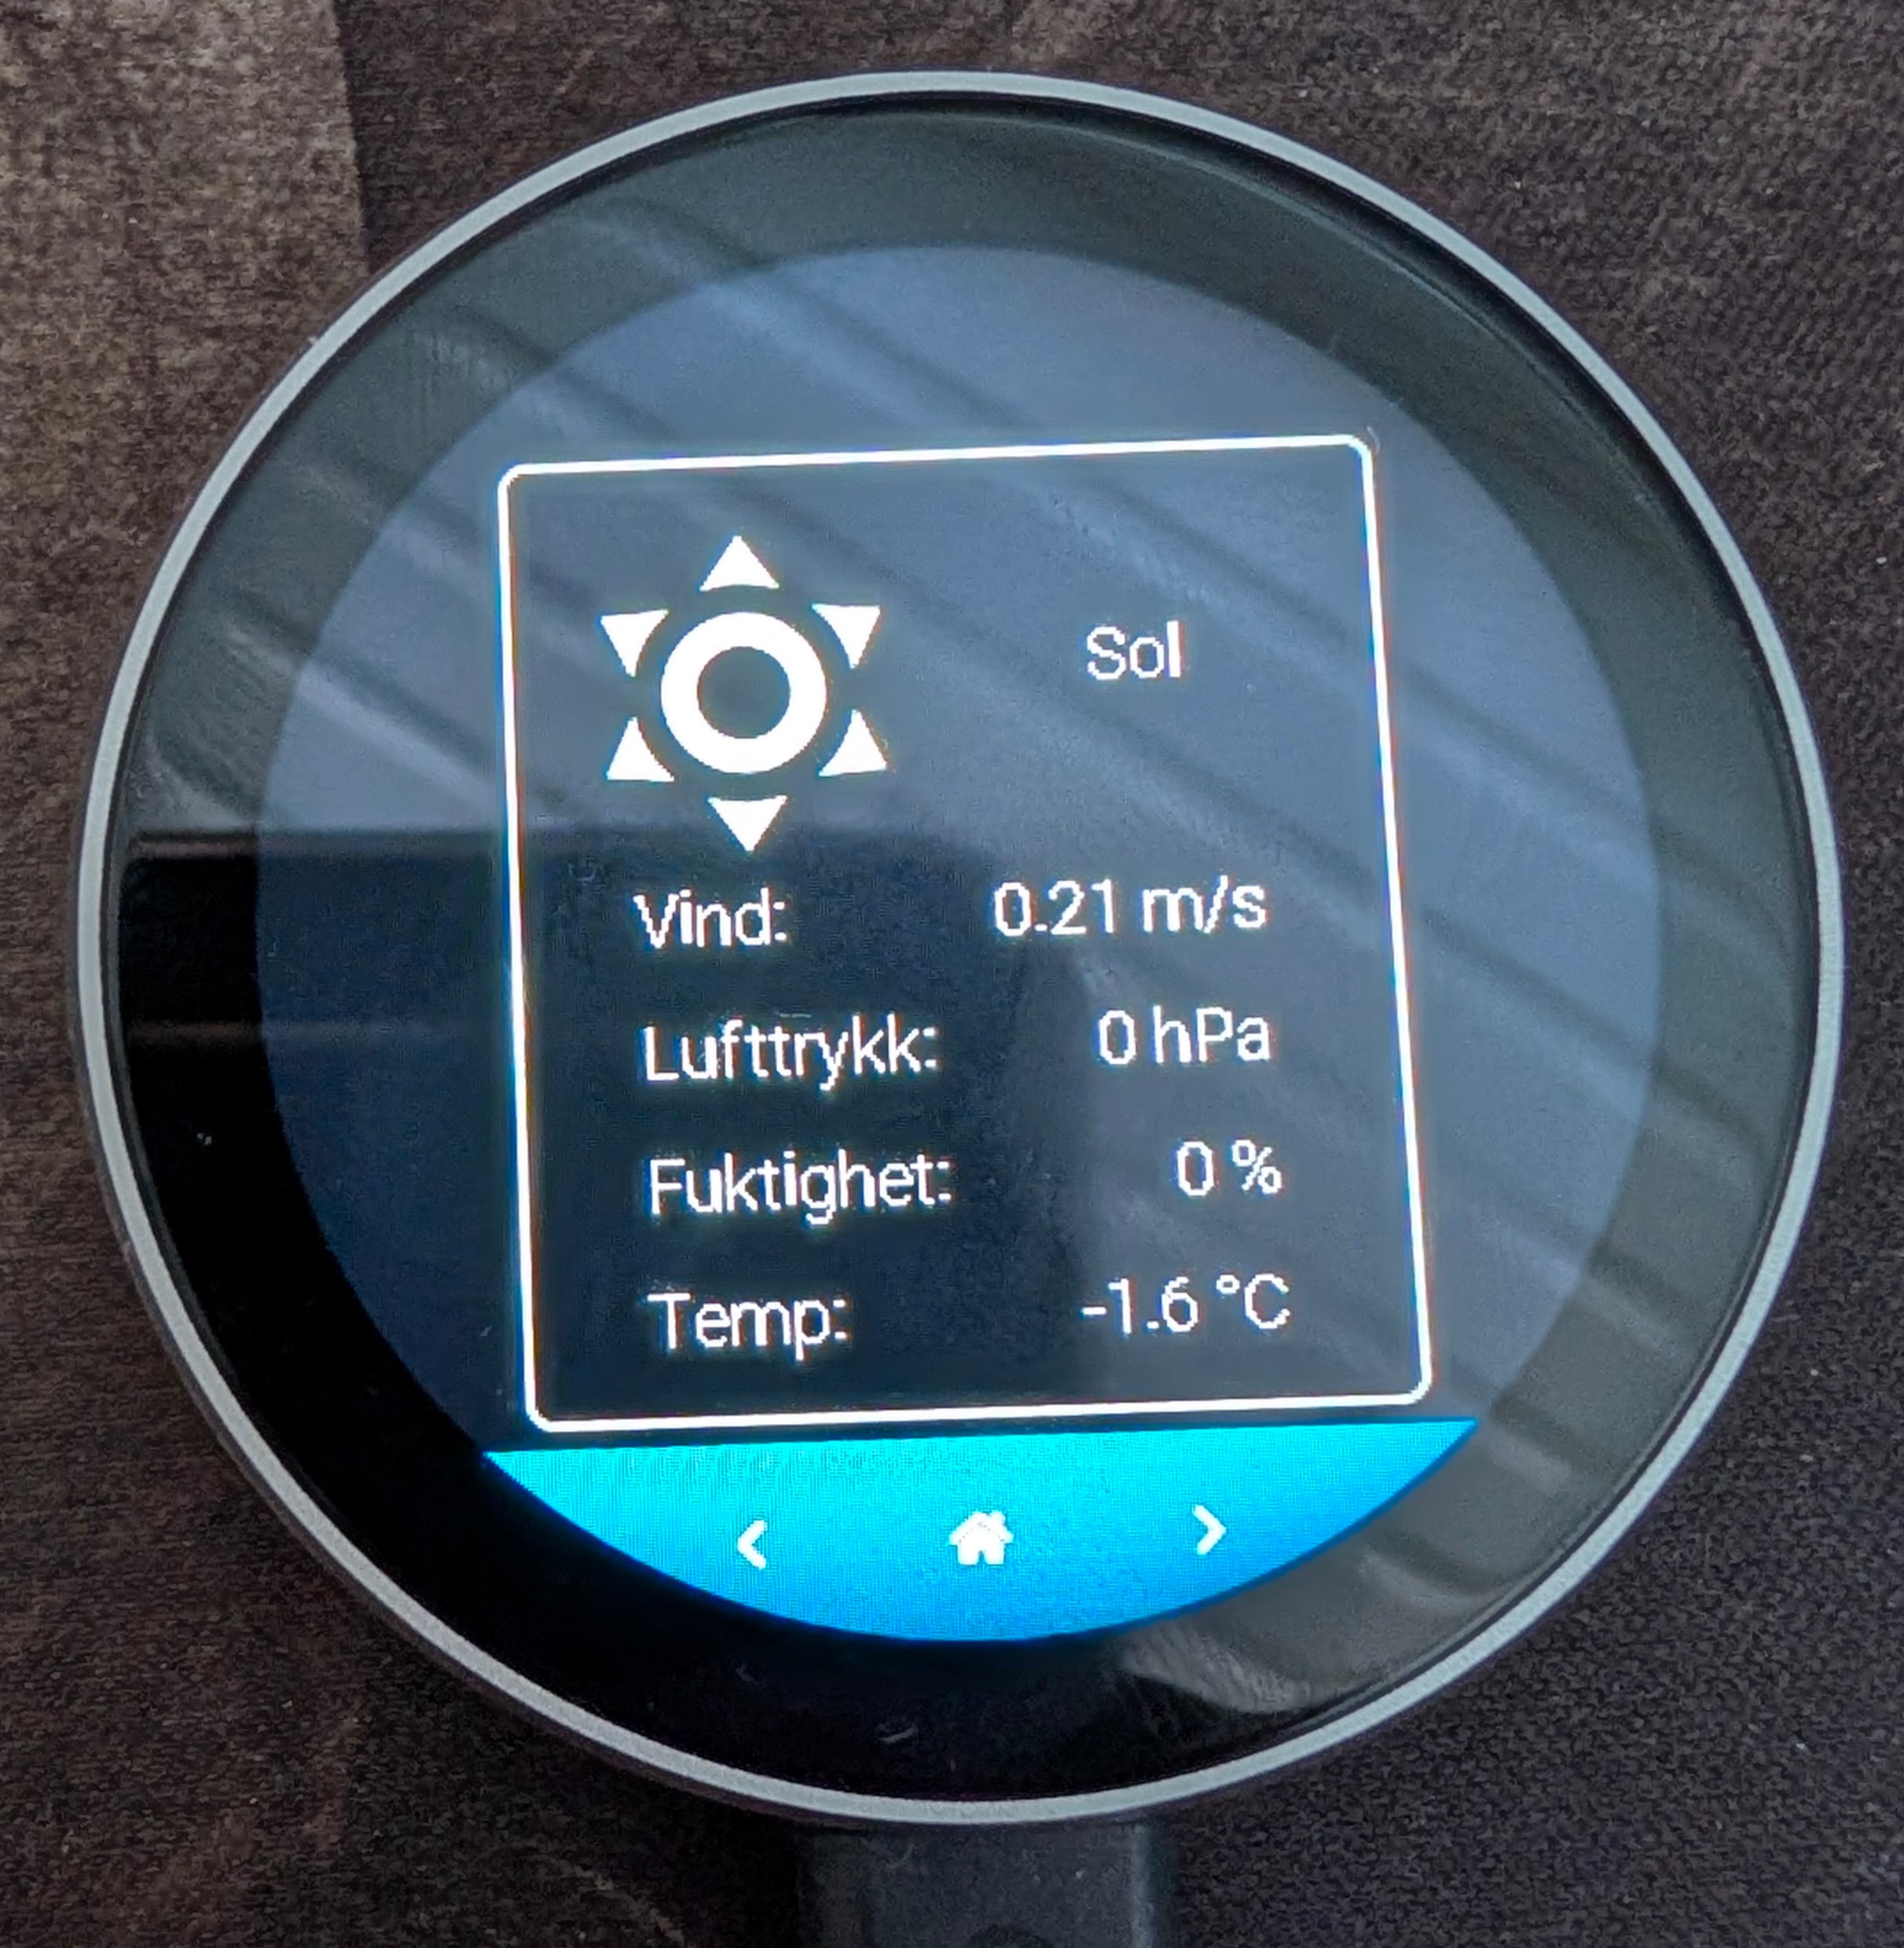 Sol
Vind: 0.21 m/s
Lufttrykk: 0 hPa
Fuktighet: 0 %
Temp: -1.6 °C